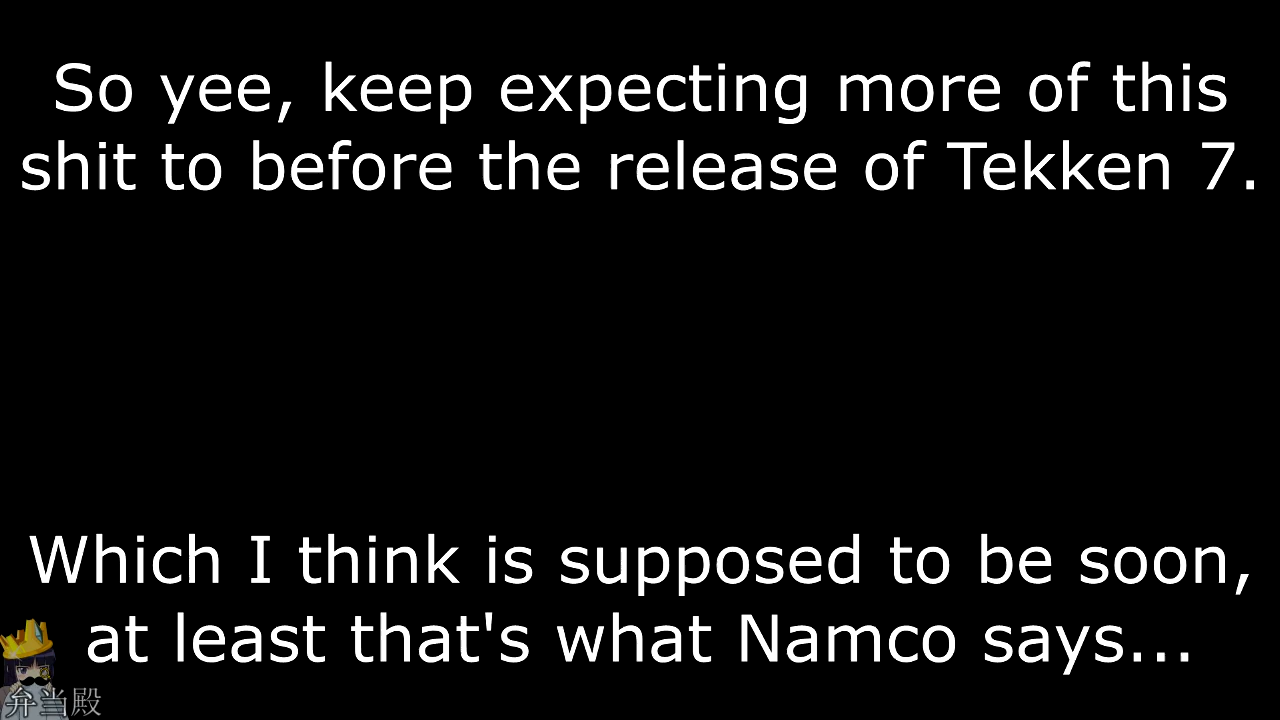 So yee, keep expecting more of this
shit to before the release of Tekken 7.
Which I think is supposed to be soon,
at least that's what Namco says...
弁当殿